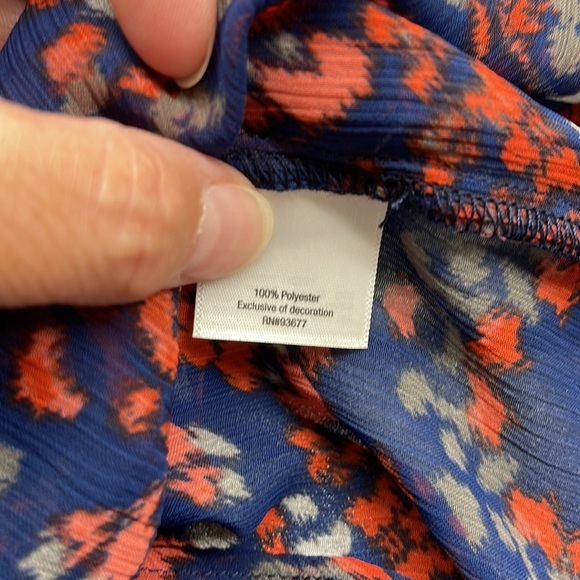 100% Polyester
Exclusive of decoration
RN#93677